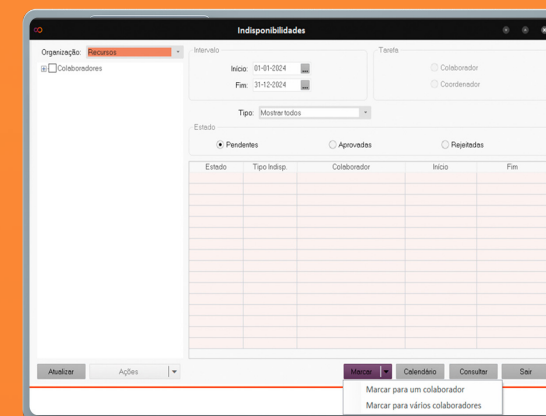 Indisponibilidades
Organização: Recursos
Colaboradores
Intervalo
Início: 01-01-2024
Fim: 31-12-2024
Tarefa
Colaborador
Coordenador
Tipo: Mostrar todos
Estado
Pendentes Aprovadas Rejeitadas
Estado Tipo Indisp. Colaborador Início Fim
Atualizar Ações Marcar Calendário Consultar Sair
Marcar para um colaborador
Marcar para vários colaboradores